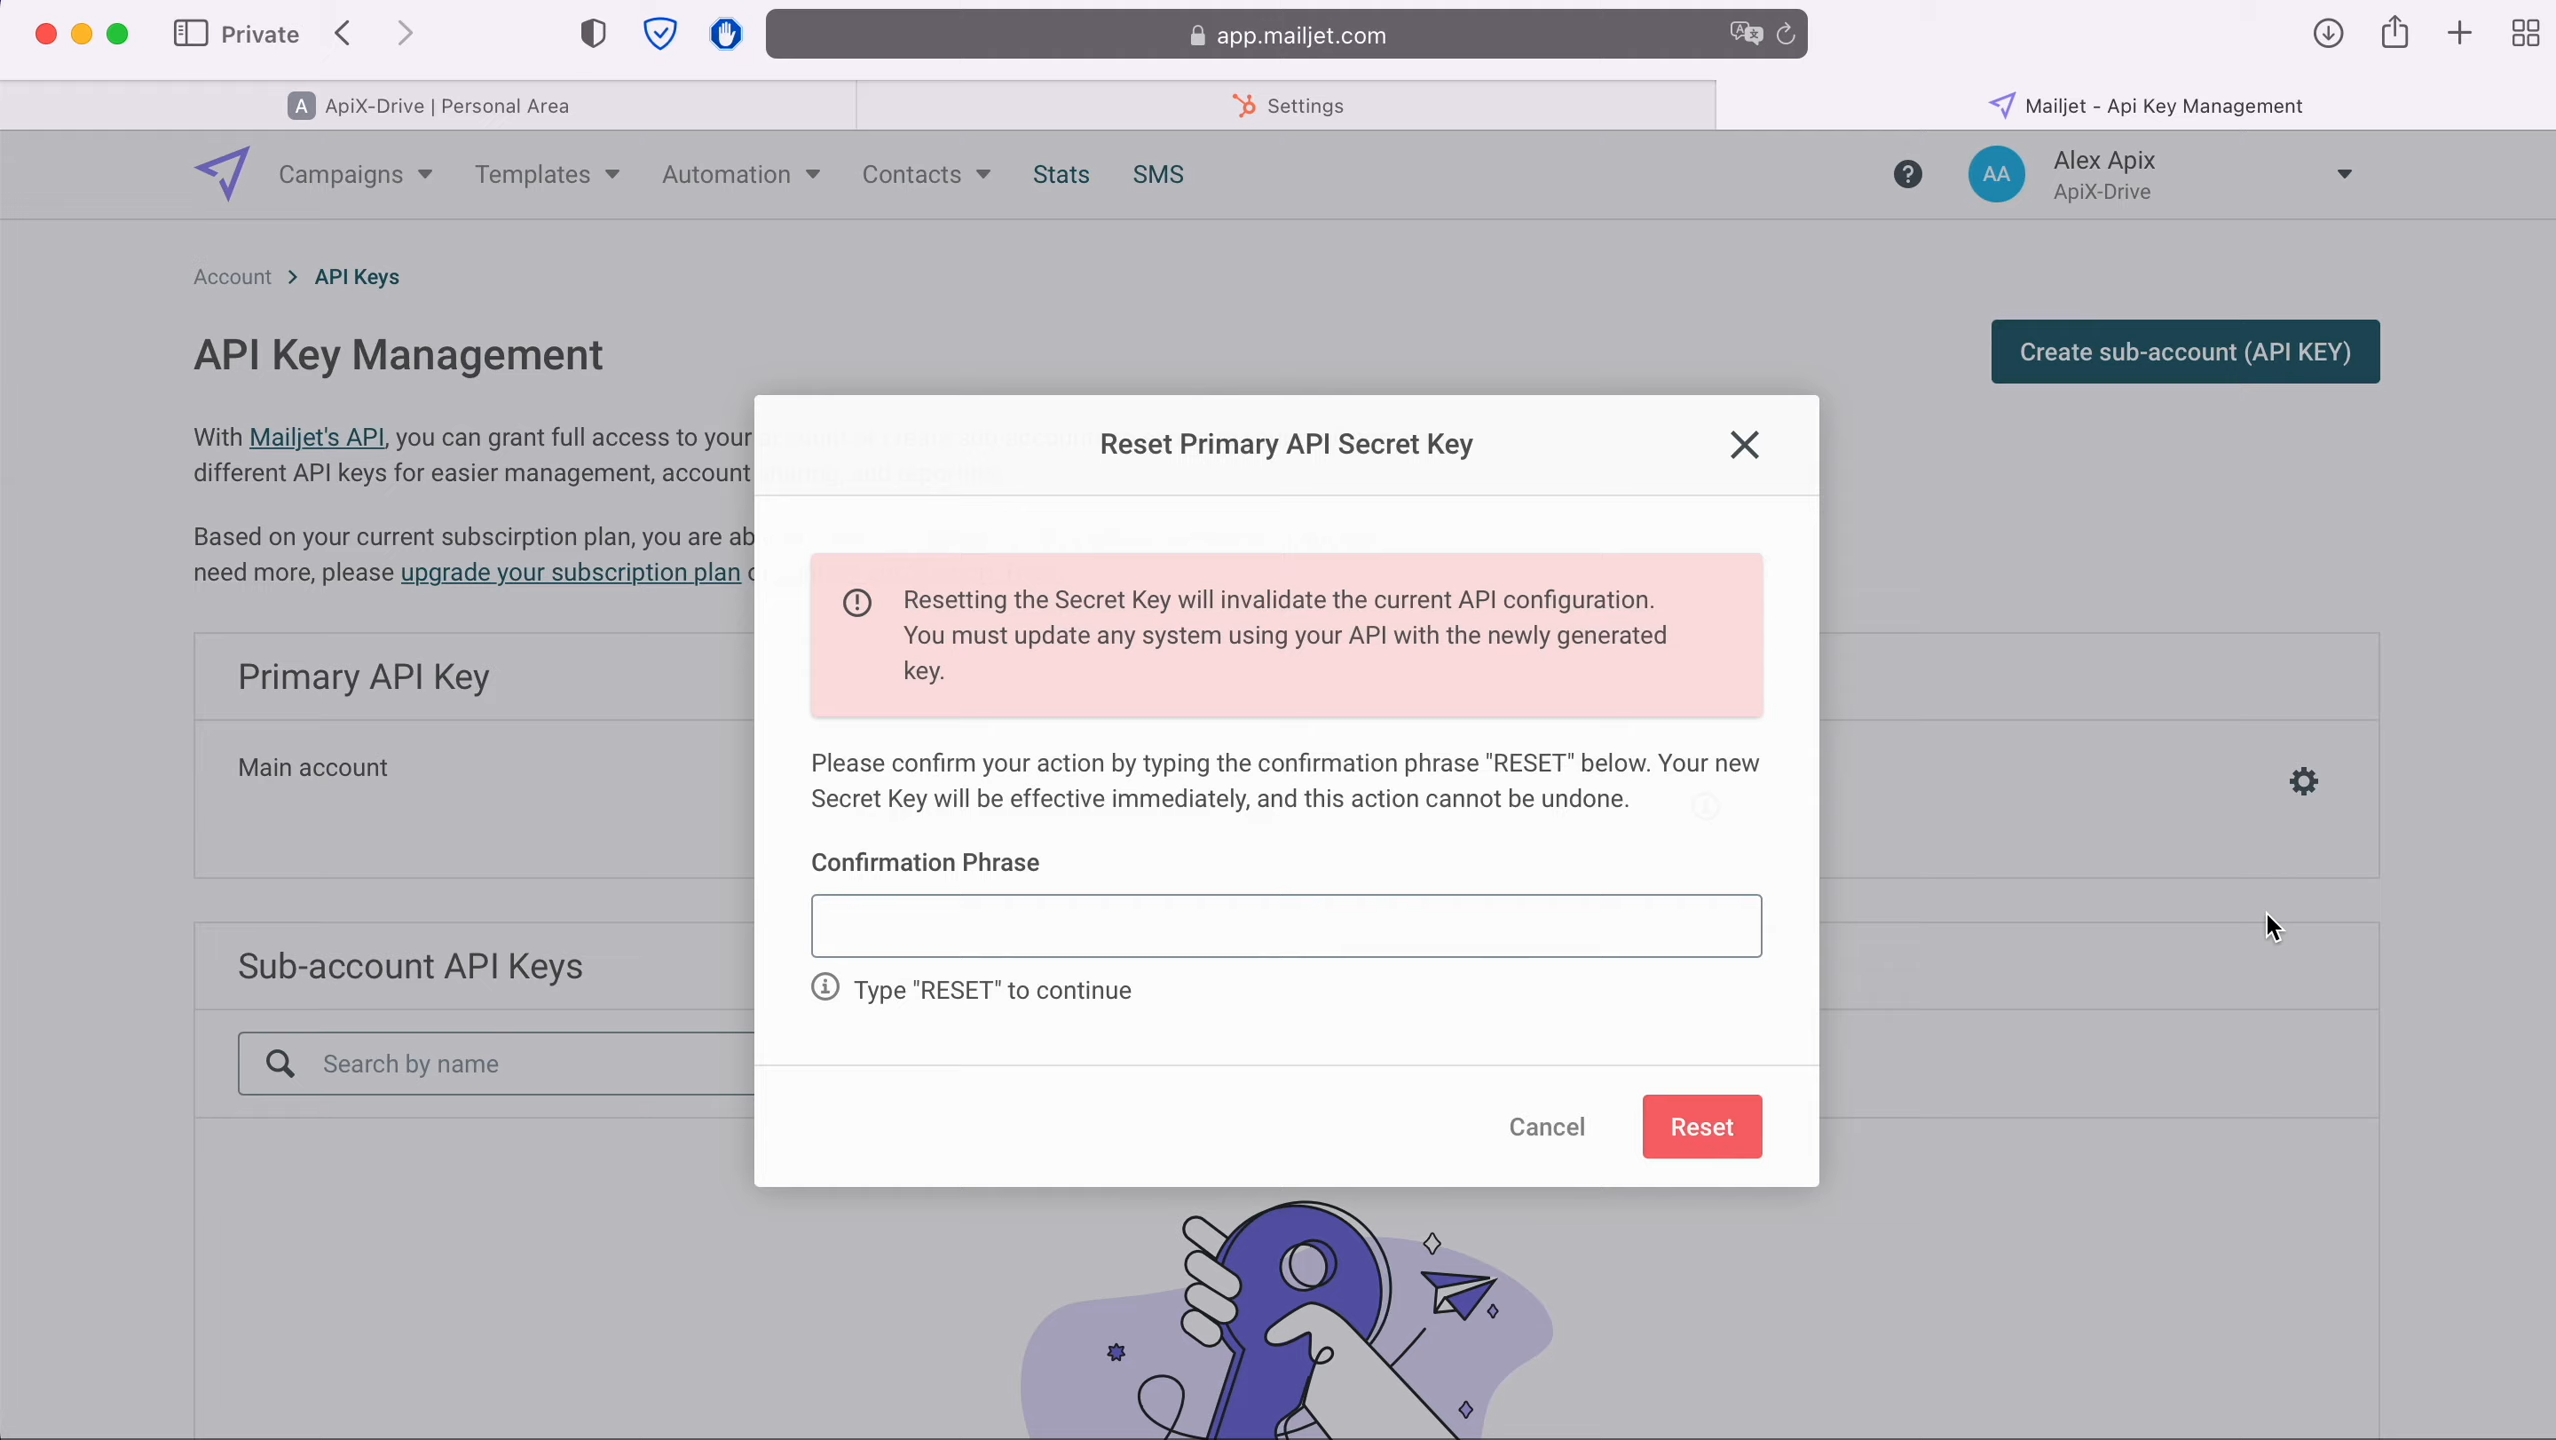 Private
app.mailjet.com
A ApiX-Drive | Personal Area
Settings
Mailjet - Api Key Management
Campaigns
Templates
Automation
Contacts
Stats
SMS
?
AA
Alex Apix
ApiX-Drive
Account > API Keys
API Key Management
Create sub-account (API KEY)
With Mailjet's API, you can grant full access to your
different API keys for easier management, account
Based on your current subscirption plan, you are
need more, please upgrade your subscription plan
Primary API Key
Main account
Sub-account API Keys
Search by name
Reset Primary API Secret Key
Resetting the Secret Key will invalidate the current API configuration.
You must update any system using your API with the newly generated
key.
Please confirm your action by typing the confirmation phrase "RESET" below. Your new
Secret Key will be effective immediately, and this action cannot be undone.
Confirmation Phrase
Type "RESET" to continue
Cancel
Reset